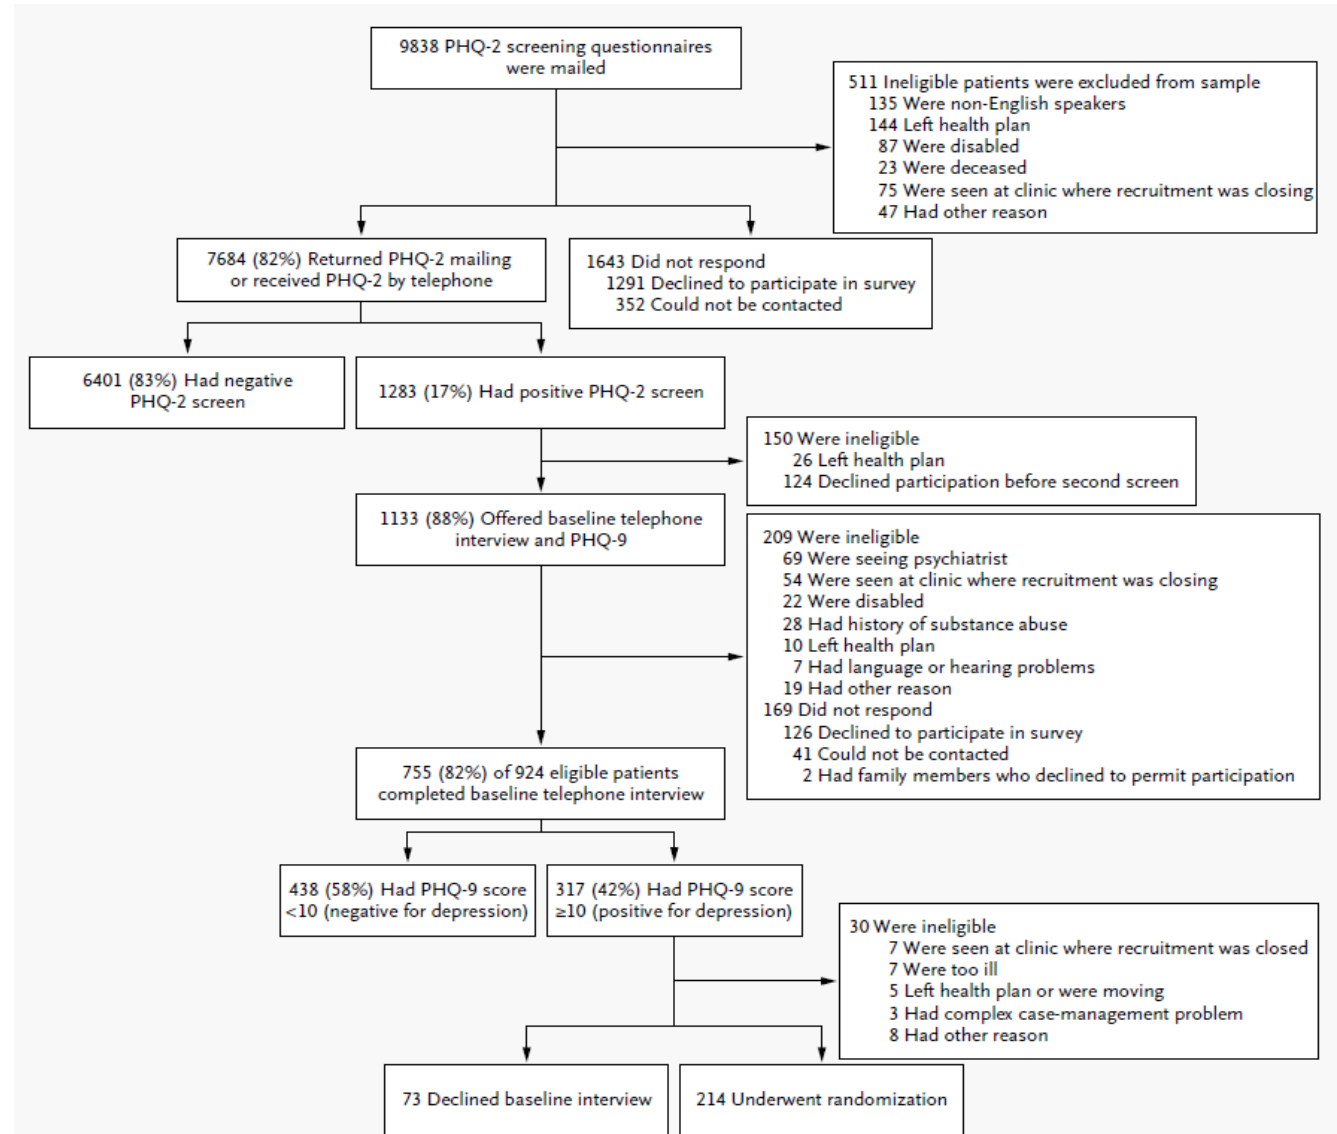 9838 PHQ-2 screening questionnaires
were mailed
511 Ineligible patients were excluded from sample
135 Were non-English speakers
144 Left health plan
87 Were disabled
23 Were deceased
75 Were seen at clinic where recruitment was closing
47 Had other reason
7684 (82%) Returned PHQ-2 mailing
or received PHQ-2 by telephone
1643 Did not respond
1291 Declined to participate in survey
352 Could not be contacted
6401 (83%) Had negative
PHQ-2 screen
1283 (17%) Had positive PHQ-2 screen
150 Were ineligible
26 Left health plan
124 Declined participation before second screen
1133 (88%) Offered baseline telephone
interview and PHQ-9
209 Were ineligible
69 Were seeing psychiatrist
54 Were seen at clinic where recruitment was closing
22 Were disabled
28 Had history of substance abuse
10 Left health plan
7 Had language or hearing problems
19 Had other reason
169 Did not respond
126 Declined to participate in survey
41 Could not be contacted
2 Had family members who declined to permit participation
755 (82%) of 924 eligible patients
completed baseline telephone interview
438 (58%) Had PHQ-9 score
<10 (negative for depression)
317 (42%) Had PHQ-9 score
≥10 (positive for depression)
30 Were ineligible
7 Were seen at clinic where recruitment was closed
7 Were too ill
5 Left health plan or were moving
3 Had complex case-management problem
8 Had other reason
73 Declined baseline interview
214 Underwent randomization